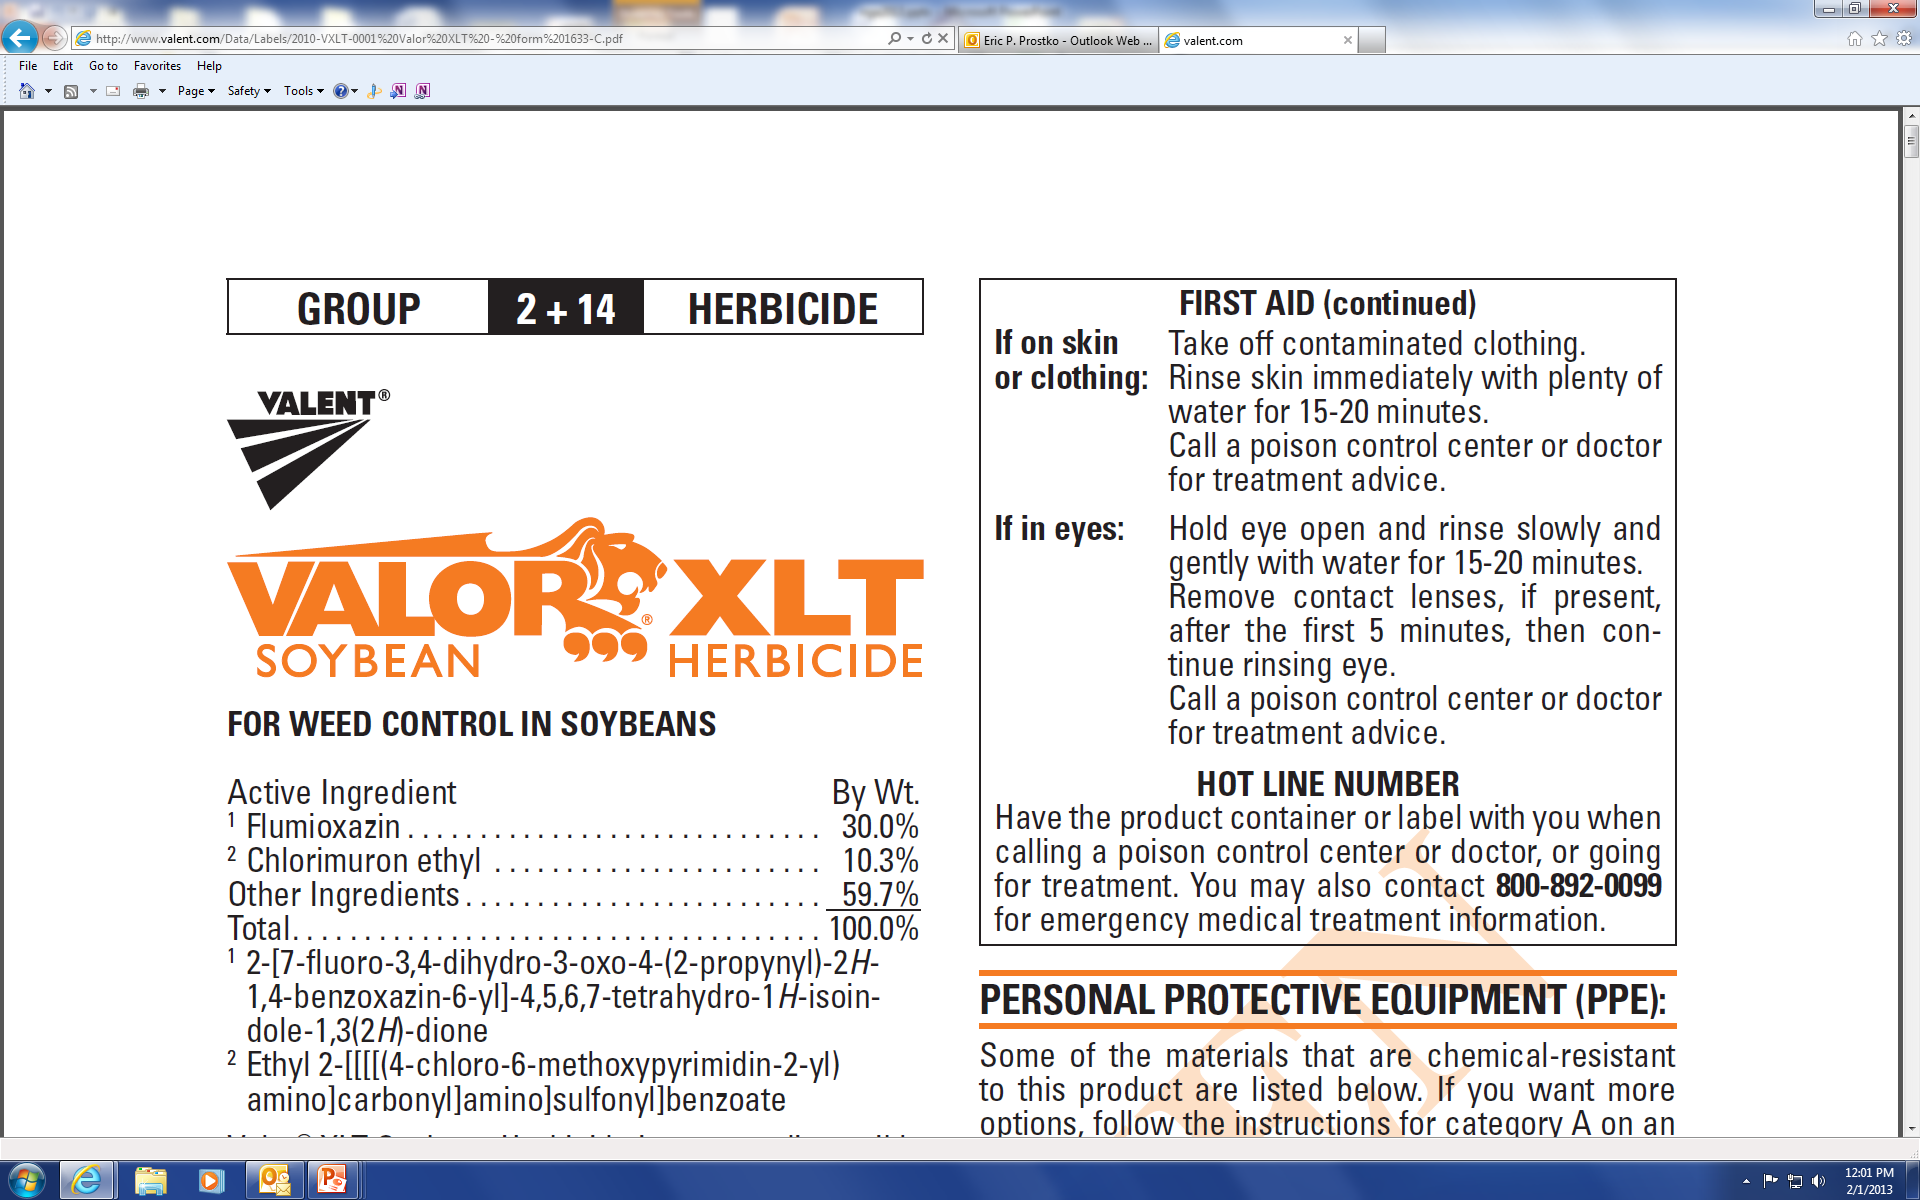 http://www.valent.com/Data/Labels/2010-VXLT-0001%20Valor%20XLT%20-%20form%201633-C.pdf
Eric P. Prostko - Outlook Web ...
valent.com
File Edit Go to Favorites Help
Page Safety Tools
GROUP 2 + 14 HERBICIDE
VALENT®
VALOR® XLT
SOYBEAN HERBICIDE
FOR WEED CONTROL IN SOYBEANS
Active Ingredient By Wt.
1 Flumioxazin . . . . . . . . . . . . . . . . . . . . . . . . . . . . . 30.0%
2 Chlorimuron ethyl . . . . . . . . . . . . . . . . . . . . . . . 10.3%
Other Ingredients . . . . . . . . . . . . . . . . . . . . . . . . . 59.7%
Total. . . . . . . . . . . . . . . . . . . . . . . . . . . . . . . . . . . . . 100.0%
1 2-[7-fluoro-3,4-dihydro-3-oxo-4-(2-propynyl)-2H-
1,4-benzoxazin-6-yl]-4,5,6,7-tetrahydro-1H-isoin-
dole-1,3(2H)-dione
2 Ethyl 2-[[[[(4-chloro-6-methoxypyrimidin-2-yl)
amino]carbonyl]amino]sulfonyl]benzoate
FIRST AID (continued)
If on skin Take off contaminated clothing.
or clothing: Rinse skin immediately with plenty of
water for 15-20 minutes.
Call a poison control center or doctor
for treatment advice.
If in eyes: Hold eye open and rinse slowly and
gently with water for 15-20 minutes.
Remove contact lenses, if present,
after the first 5 minutes, then con-
tinue rinsing eye.
Call a poison control center or doctor
for treatment advice.
HOT LINE NUMBER
Have the product container or label with you when
calling a poison control center or doctor, or going
for treatment. You may also contact 800-892-0099
for emergency medical treatment information.
PERSONAL PROTECTIVE EQUIPMENT (PPE):
Some of the materials that are chemical-resistant
to this product are listed below. If you want more
options, follow the instructions for category A on an
12:01 PM
2/1/2013